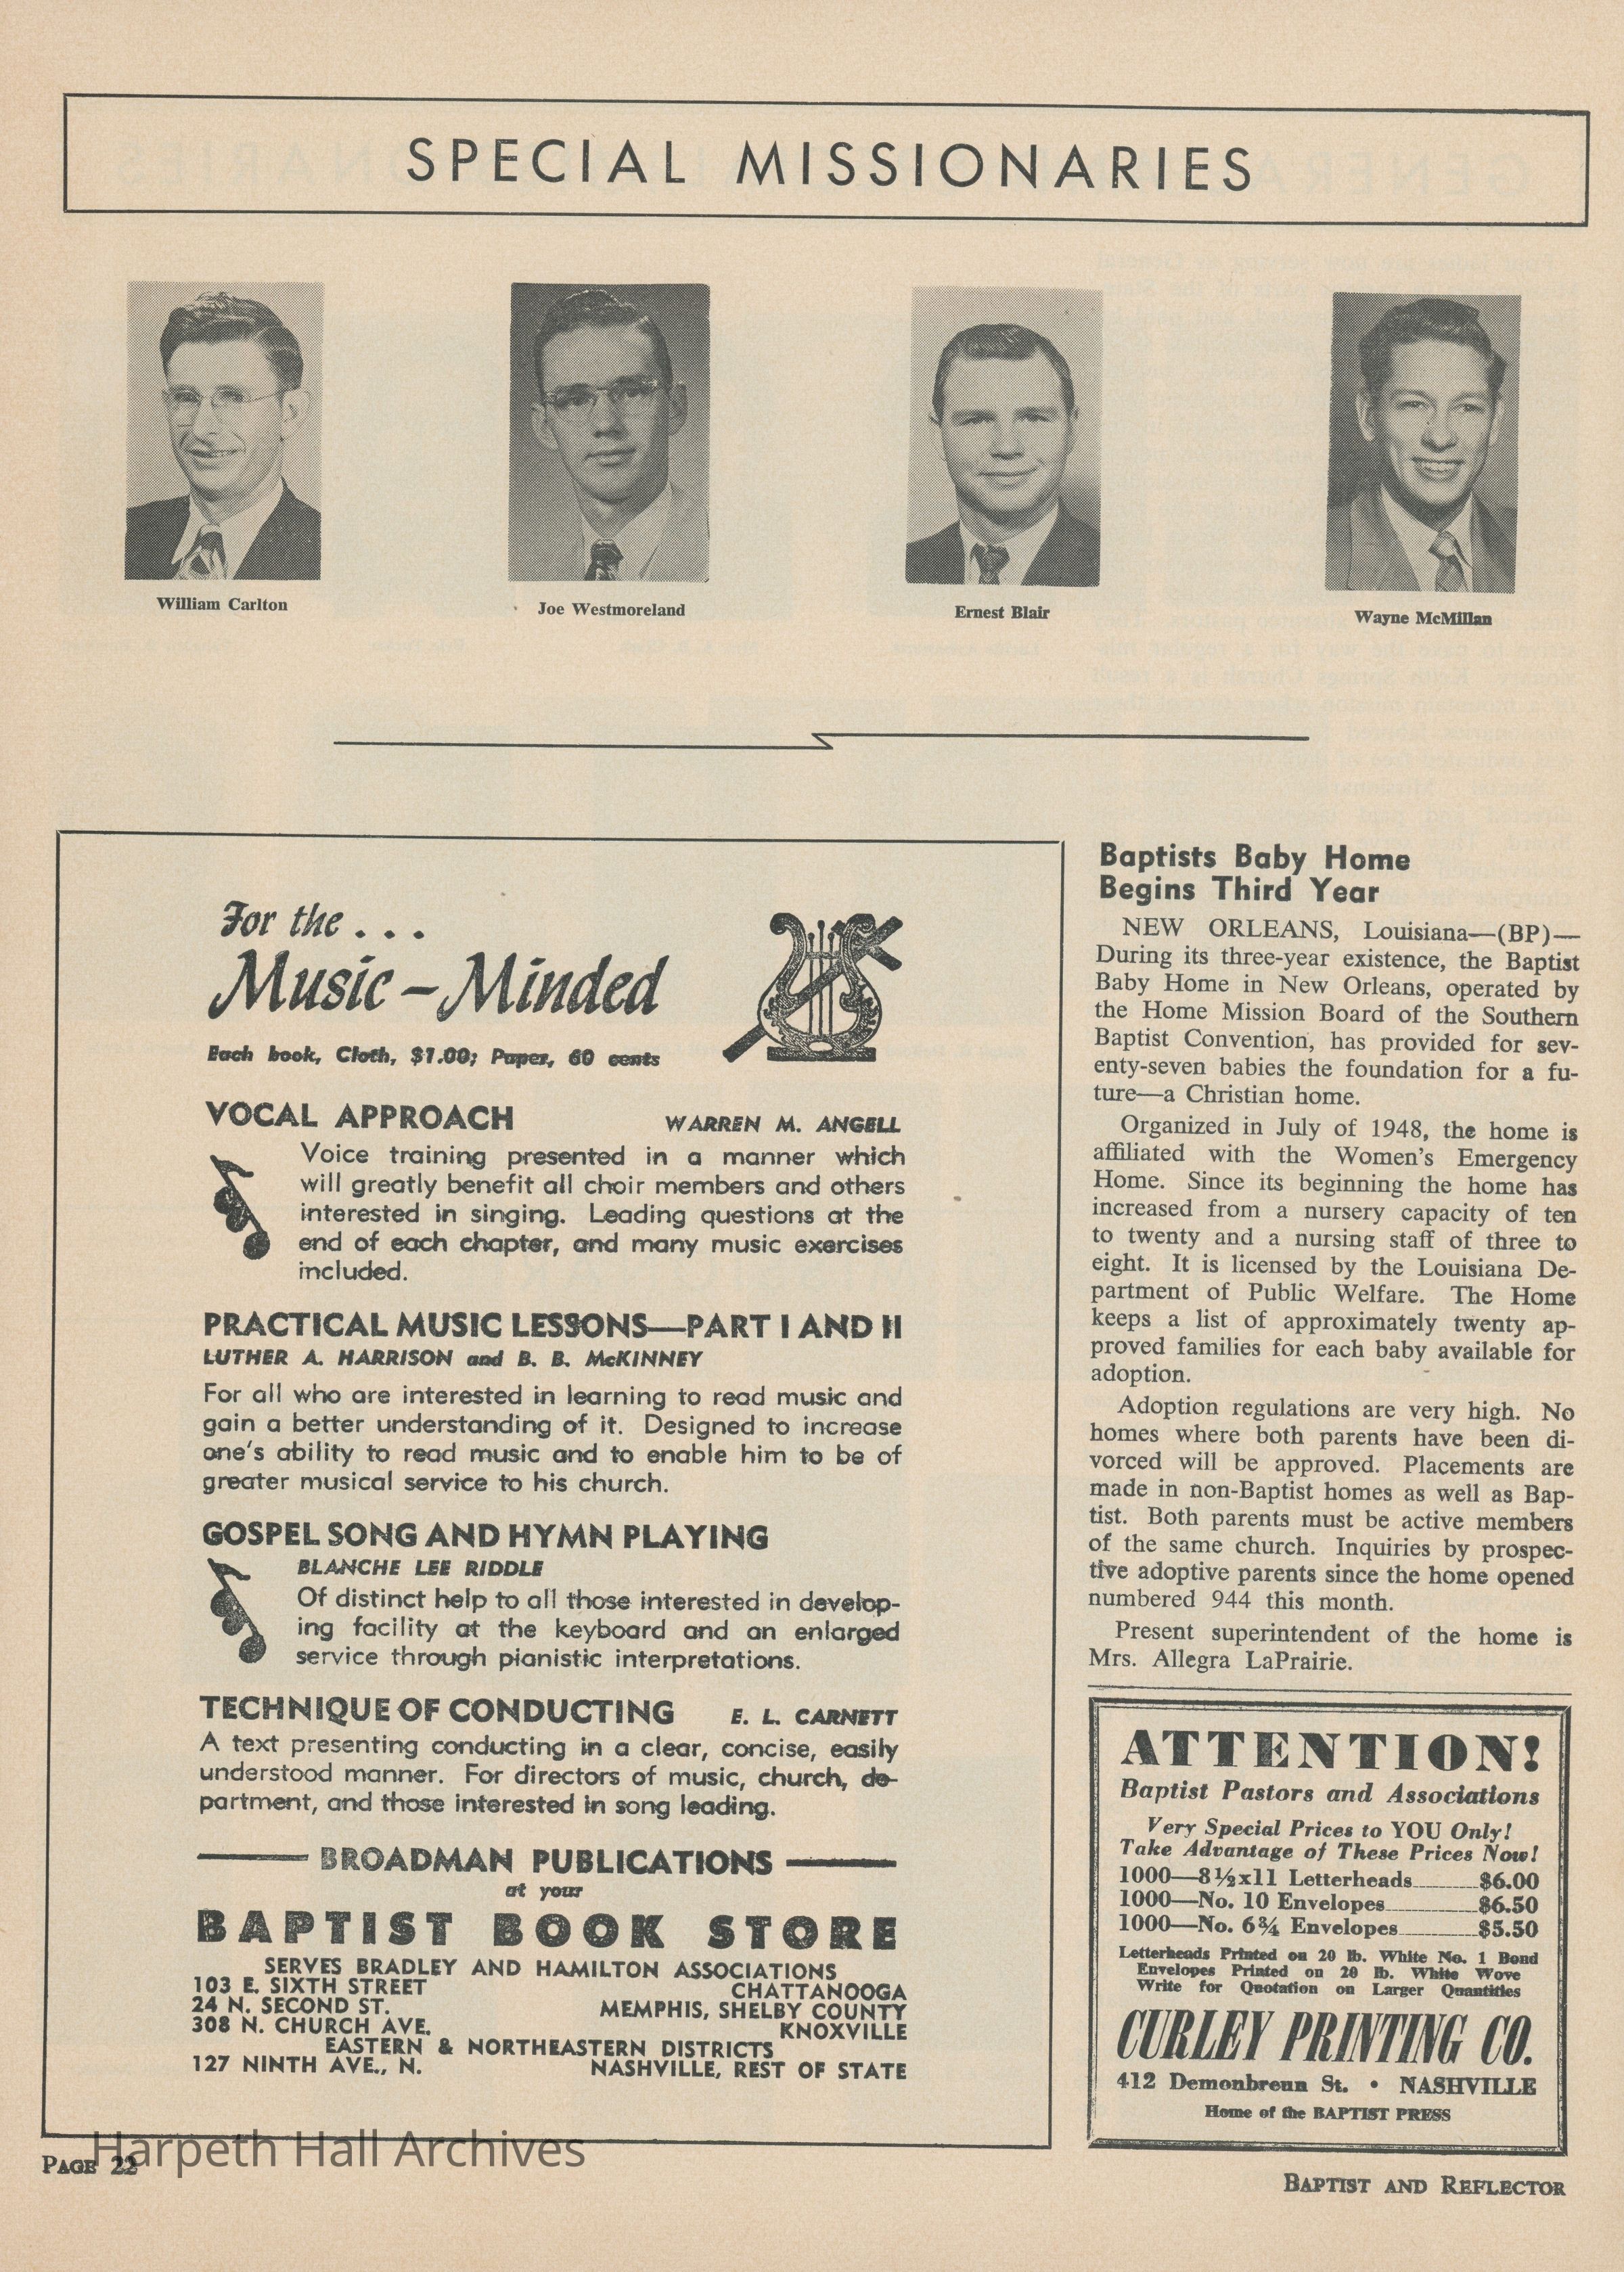 SPECIAL MISSIONARIES
William Carlton
Joe Westmoreland
Ernest Blair
Wayne McMillan
For the . . .
Music-Minded
Each book, Cloth, $1.00; Paper, 60 cents
VOCAL APPROACH WARREN M. ANGELL
Voice training presented in a manner which
will greatly benefit all choir members and others
interested in singing. Leading questions at the
end of each chapter, and many music exercises
included.
PRACTICAL MUSIC LESSONS—PART I AND II
LUTHER A. HARRISON and B. B. McKINNEY
For all who are interested in learning to read music and
gain a better understanding of it. Designed to increase
one's ability to read music and to enable him to be of
greater musical service to his church.
GOSPEL SONG AND HYMN PLAYING
BLANCHE LEE RIDDLE
Of distinct help to all those interested in develop-
ing facility at the keyboard and an enlarged
service through pianistic interpretations.
TECHNIQUE OF CONDUCTING E. L. CARNETT
A text presenting conducting in a clear, concise, easily
understood manner. For directors of music, church, de-
partment, and those interested in song leading.
BROADMAN PUBLICATIONS
at your
BAPTIST BOOK STORE
SERVES BRADLEY AND HAMILTON ASSOCIATIONS
103 E. SIXTH STREET CHATTANOOGA
24 N. SECOND ST. MEMPHIS, SHELBY COUNTY
308 N. CHURCH AVE. KNOXVILLE
EASTERN & NORTHEASTERN DISTRICTS
127 NINTH AVE., N. NASHVILLE, REST OF STATE
Baptists Baby Home
Begins Third Year
NEW ORLEANS, Louisiana—(BP)—
During its three-year existence, the Baptist
Baby Home in New Orleans, operated by
the Home Mission Board of the Southern
Baptist Convention, has provided for sev-
enty-seven babies the foundation for a fu-
ture—a Christian home.
Organized in July of 1948, the home is
affiliated with the Women's Emergency
Home. Since its beginning the home has
increased from a nursery capacity of ten
to twenty and a nursing staff of three to
eight. It is licensed by the Louisiana De-
partment of Public Welfare. The Home
keeps a list of approximately twenty ap-
proved families for each baby available for
adoption.
Adoption regulations are very high. No
homes where both parents have been di-
vorced will be approved. Placements are
made in non-Baptist homes as well as Bap-
tist. Both parents must be active members
of the same church. Inquiries by prospec-
tive adoptive parents since the home opened
numbered 944 this month.
Present superintendent of the home is
Mrs. Allegra LaPrairie.
ATTENTION!
Baptist Pastors and Associations
Very Special Prices to YOU Only!
Take Advantage of These Prices Now!
1000—8½x11 Letterheads $6.00
1000—No. 10 Envelopes $6.50
1000—No. 6¾ Envelopes $5.50
Letterheads Printed on 20 lb. White No. 1 Bond
Envelopes Printed on 20 lb. White Wove
Write for Quotation on Larger Quantities
CURLEY PRINTING CO.
412 Demonbreun St. • NASHVILLE
Home of the BAPTIST PRESS
Harpeth Hall Archives
PAGE 22
BAPTIST AND REFLECTOR